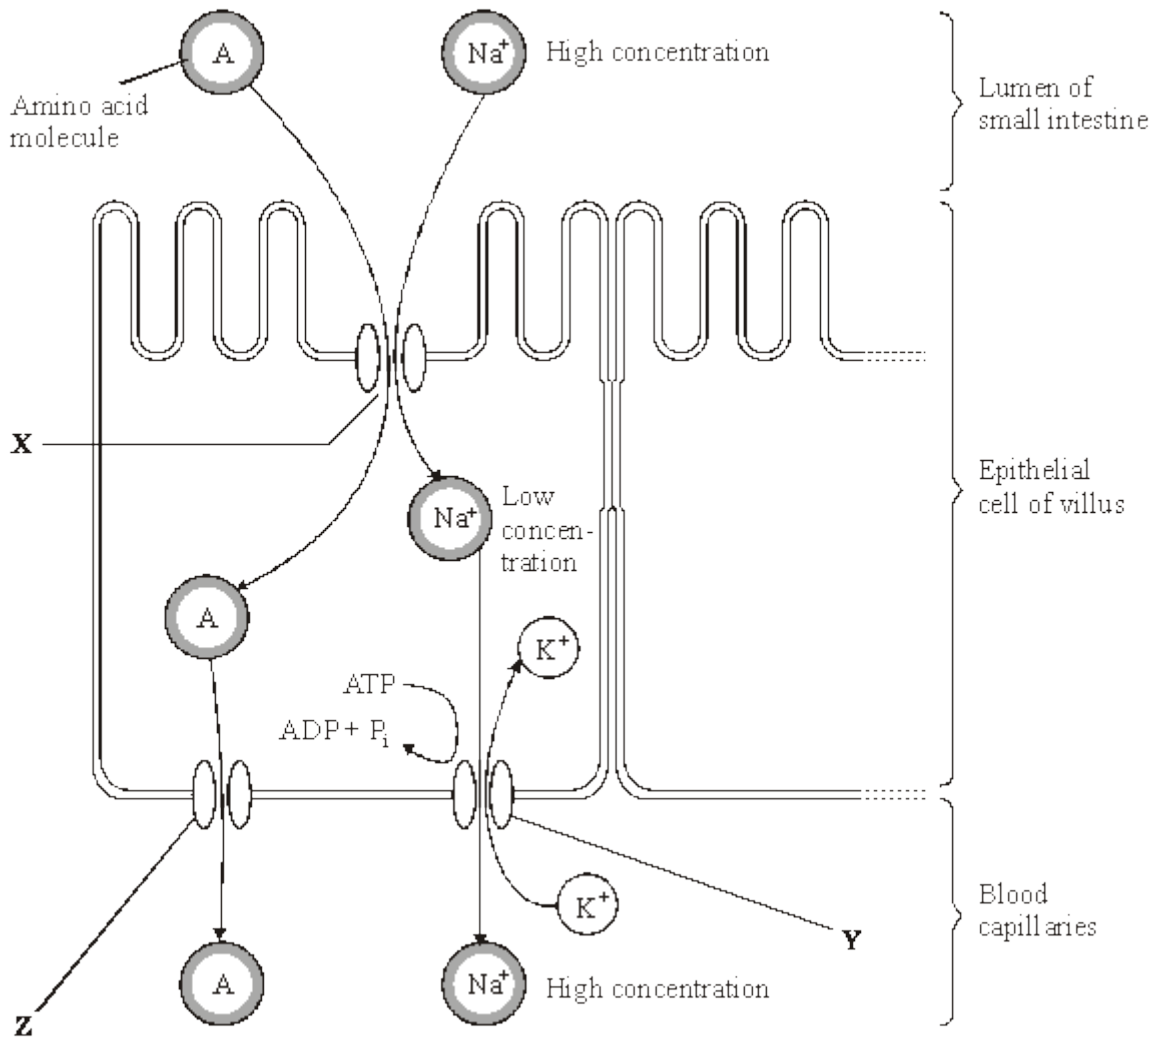 A
Na+
High concentration
Amino acid
molecule
Lumen of
small intestine
X
Na+
Low
concen-
tration
Epithelial
cell of villus
A
K+
ATP
ADP + Pi
K+
Y
Blood
capillaries
A
Na+
High concentration
Z